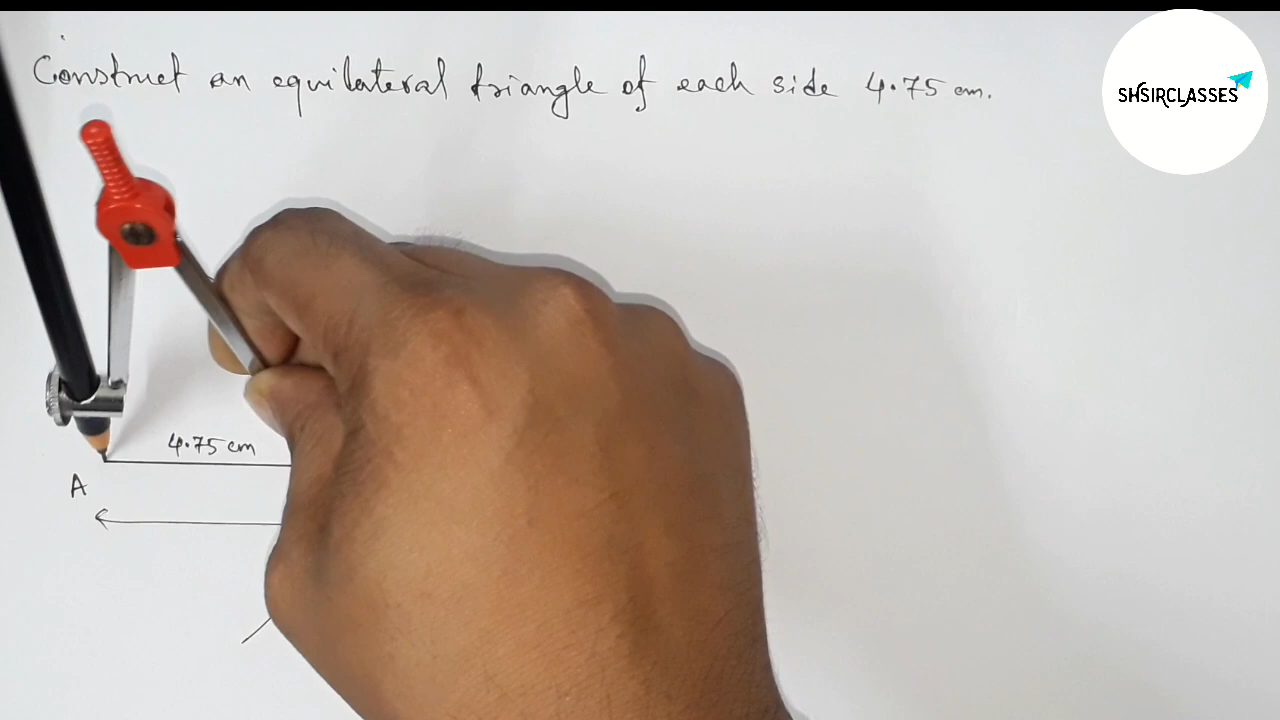 Construct an equilateral triangle of each side 4.75 cm.
SHSIRCLASSES
4.75 cm
A